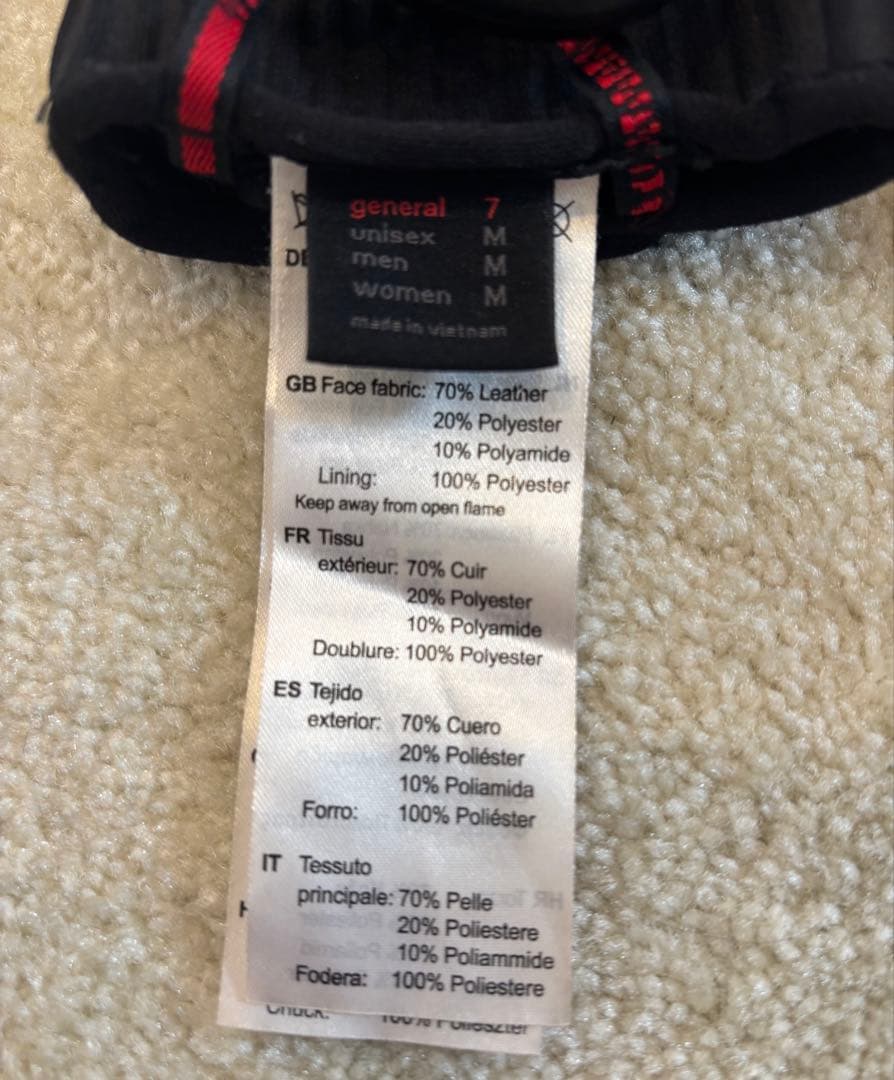 general 7
unisex M
men M
women M
made in vietnam
GB Face fabric: 70% Leather
20% Polyester
10% Polyamide
Lining: 100% Polyester
Keep away from open flame
FR Tissu
extérieur: 70% Cuir
20% Polyester
10% Polyamide
Doublure: 100% Polyester
ES Tejido
exterior: 70% Cuero
20% Poliéster
10% Poliamida
Forro: 100% Poliéster
IT Tessuto
principale: 70% Pelle
20% Poliestere
10% Poliammide
Fodera: 100% Poliestere